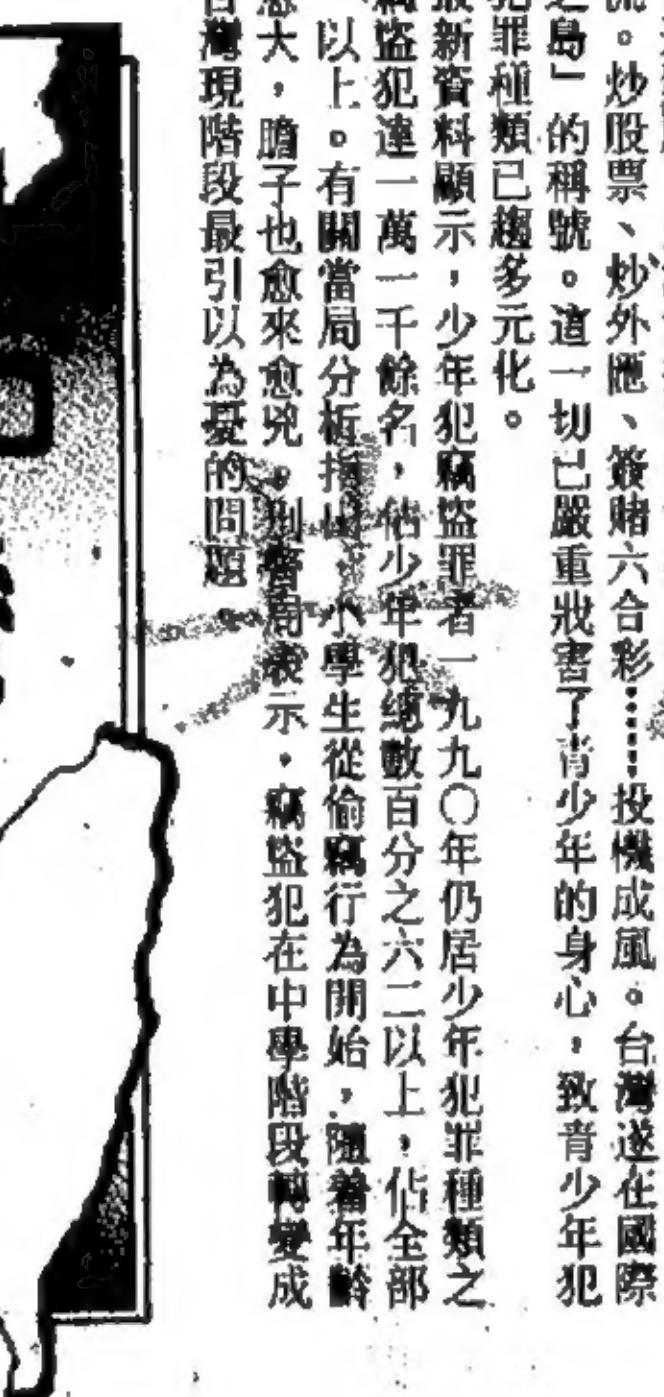 。炒股票、炒外匯、簽賭六合彩……投機成風。台灣遂在國際
之島」的稱號。這一切已嚴重戕害了青少年的身心,致青少年犯
犯罪種類已趨多元化。
最新資料顯示,少年犯竊盜罪者一九九〇年仍居少年犯罪種類之
竊盜犯達一萬一千餘名,佔少年犯總數百分之六二以上,佔全部
以上。有關當局分析指出,小學生從偷竊行為開始,隨着年齡
愈大,膽子也愈來愈兇。刑警局表示,竊盜犯在中學階段轉變成
台灣現階段最引以為憂的問題。